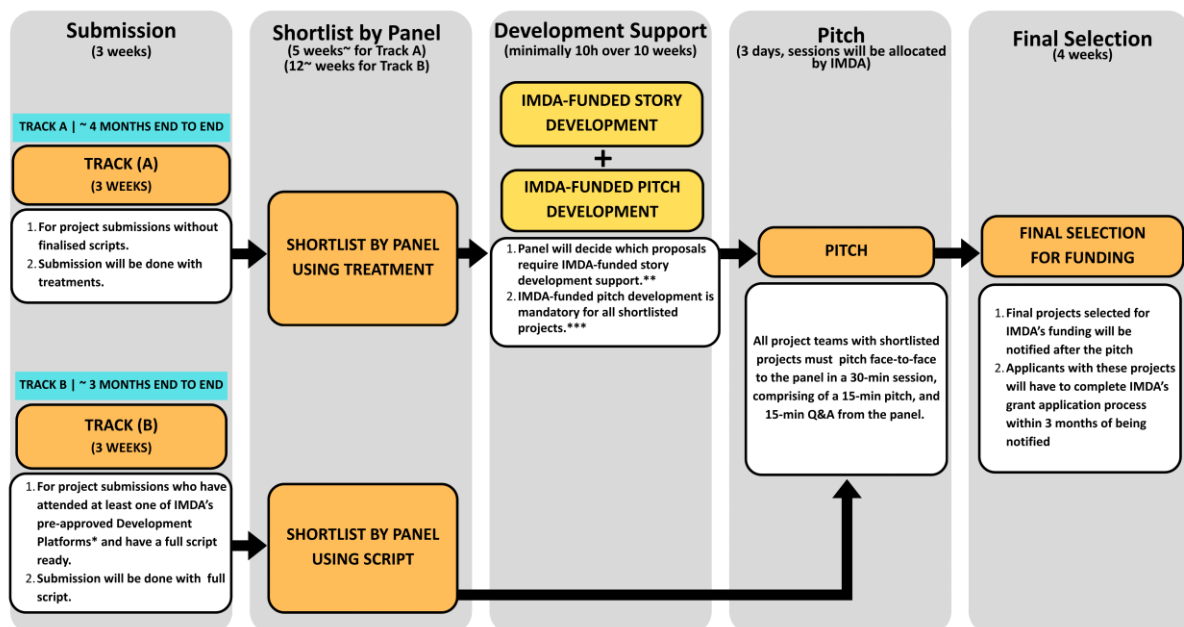 Submission
(3 weeks)
TRACK A | ~ 4 MONTHS END TO END
TRACK (A)
(3 WEEKS)
1. For project submissions without
finalised scripts.
2. Submission will be done with
treatments.
TRACK B | ~ 3 MONTHS END TO END
TRACK (B)
(3 WEEKS)
1. For project submissions who have
attended at least one of IMDA's
pre-approved Development
Platforms* and have a full script
ready.
2. Submission will be done with full
script.
Shortlist by Panel
(5 weeks~ for Track A)
(12~ weeks for Track B)
SHORTLIST BY PANEL
USING TREATMENT
SHORTLIST BY PANEL
USING SCRIPT
Development Support
(minimally 10h over 10 weeks)
IMDA-FUNDED STORY
DEVELOPMENT
+
IMDA-FUNDED PITCH
DEVELOPMENT
1. Panel will decide which proposals
require IMDA-funded story
development support.**
2. IMDA-funded pitch development is
mandatory for all shortlisted
projects.***
Pitch
(3 days, sessions will be allocated
by IMDA)
PITCH
All project teams with shortlisted
projects must pitch face-to-face
to the panel in a 30-min session,
comprising of a 15-min pitch, and
15-min Q&A from the panel.
Final Selection
(4 weeks)
FINAL SELECTION
FOR FUNDING
1. Final projects selected for
IMDA's funding will be
notified after the pitch
2. Applicants with these projects
will have to complete IMDA's
grant application process
within 3 months of being
notified